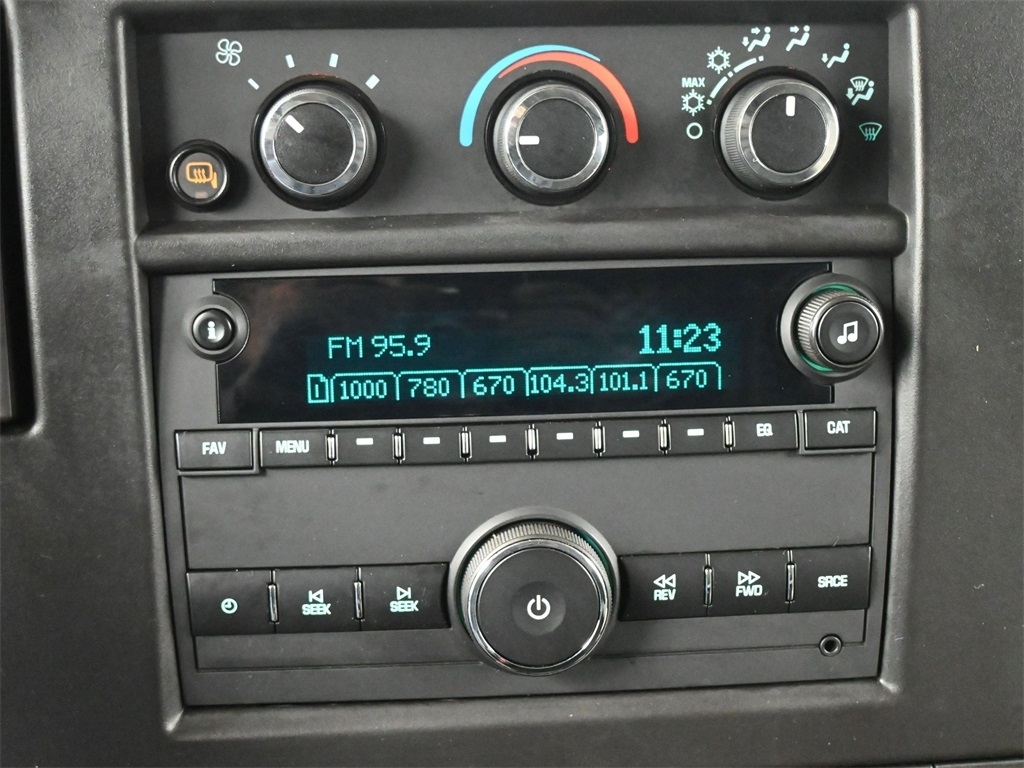 MAX
i
FM 95.9 11:23
1 1000 780 670 104.3 101.1 670
FAV MENU EQ CAT
SEEK SEEK REV FWD SRCE